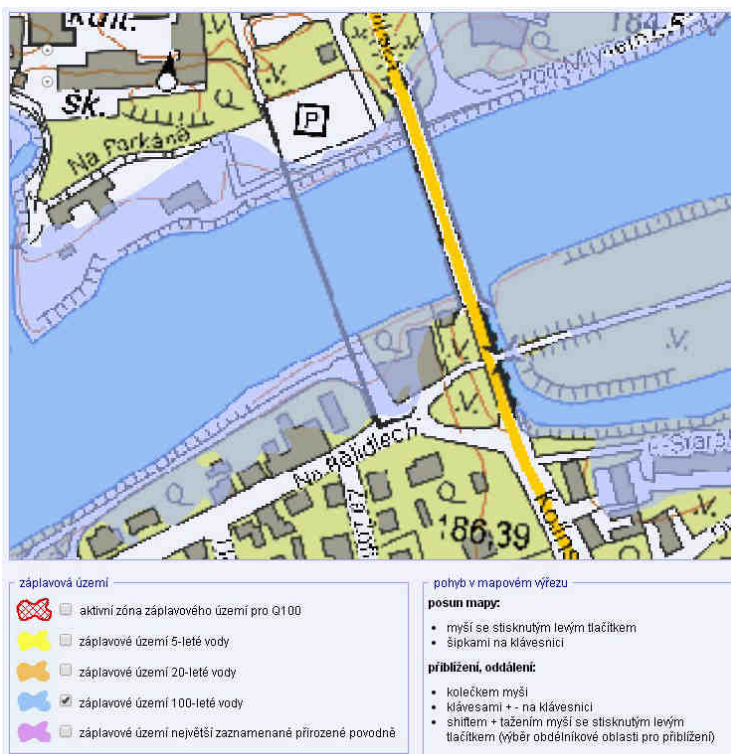 Šk.
Na Parkáně
P
.V.
.V.
Q
Q
Q
.V.
.V.
.V.
.V.
Na Bělidlech
186,39
záplavová území
aktivní zóna záplavového území pro Q100
záplavové území 5-leté vody
záplavové území 20-leté vody
záplavové území 100-leté vody
záplavové území největší zaznamenané přirozené povodně
pohyb v mapovém výřezu
posun mapy:
myší se stisknutým levým tlačítkem
šipkami na klávesnici
přiblížení, oddálení:
kolečkem myši
klávesami + - na klávesnici
shiftem + tažením myší se stisknutým levým
tlačítkem (výběr obdélníkové oblasti pro přiblížení)